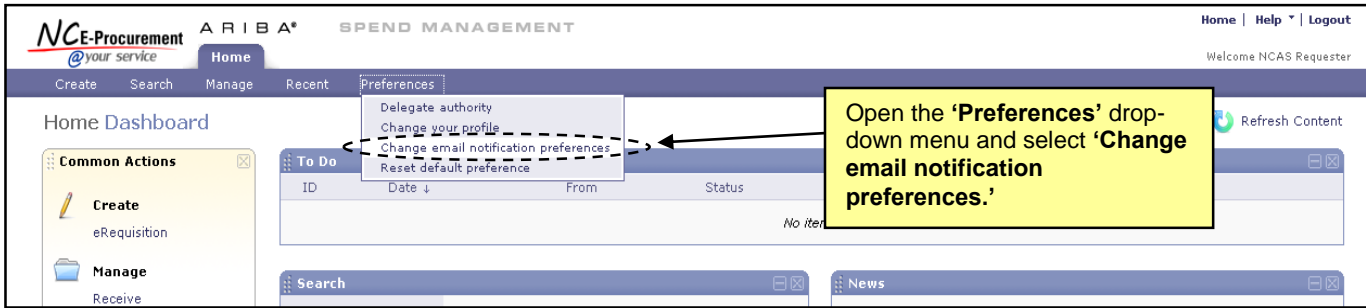 NCE-Procurement
@your service
ARIBA® SPEND MANAGEMENT
Home | Help | Logout
Home
Welcome NCAS Requester
Create Search Manage Recent Preferences
Delegate authority
Change your profile
Change email notification preferences
Reset default preference
Open the ‘Preferences’ drop-
down menu and select ‘Change
email notification
preferences.’
Home Dashboard
Refresh Content
Common Actions
To Do
ID Date ↓ From Status
Create
eRequisition
Manage
Receive
Search
News